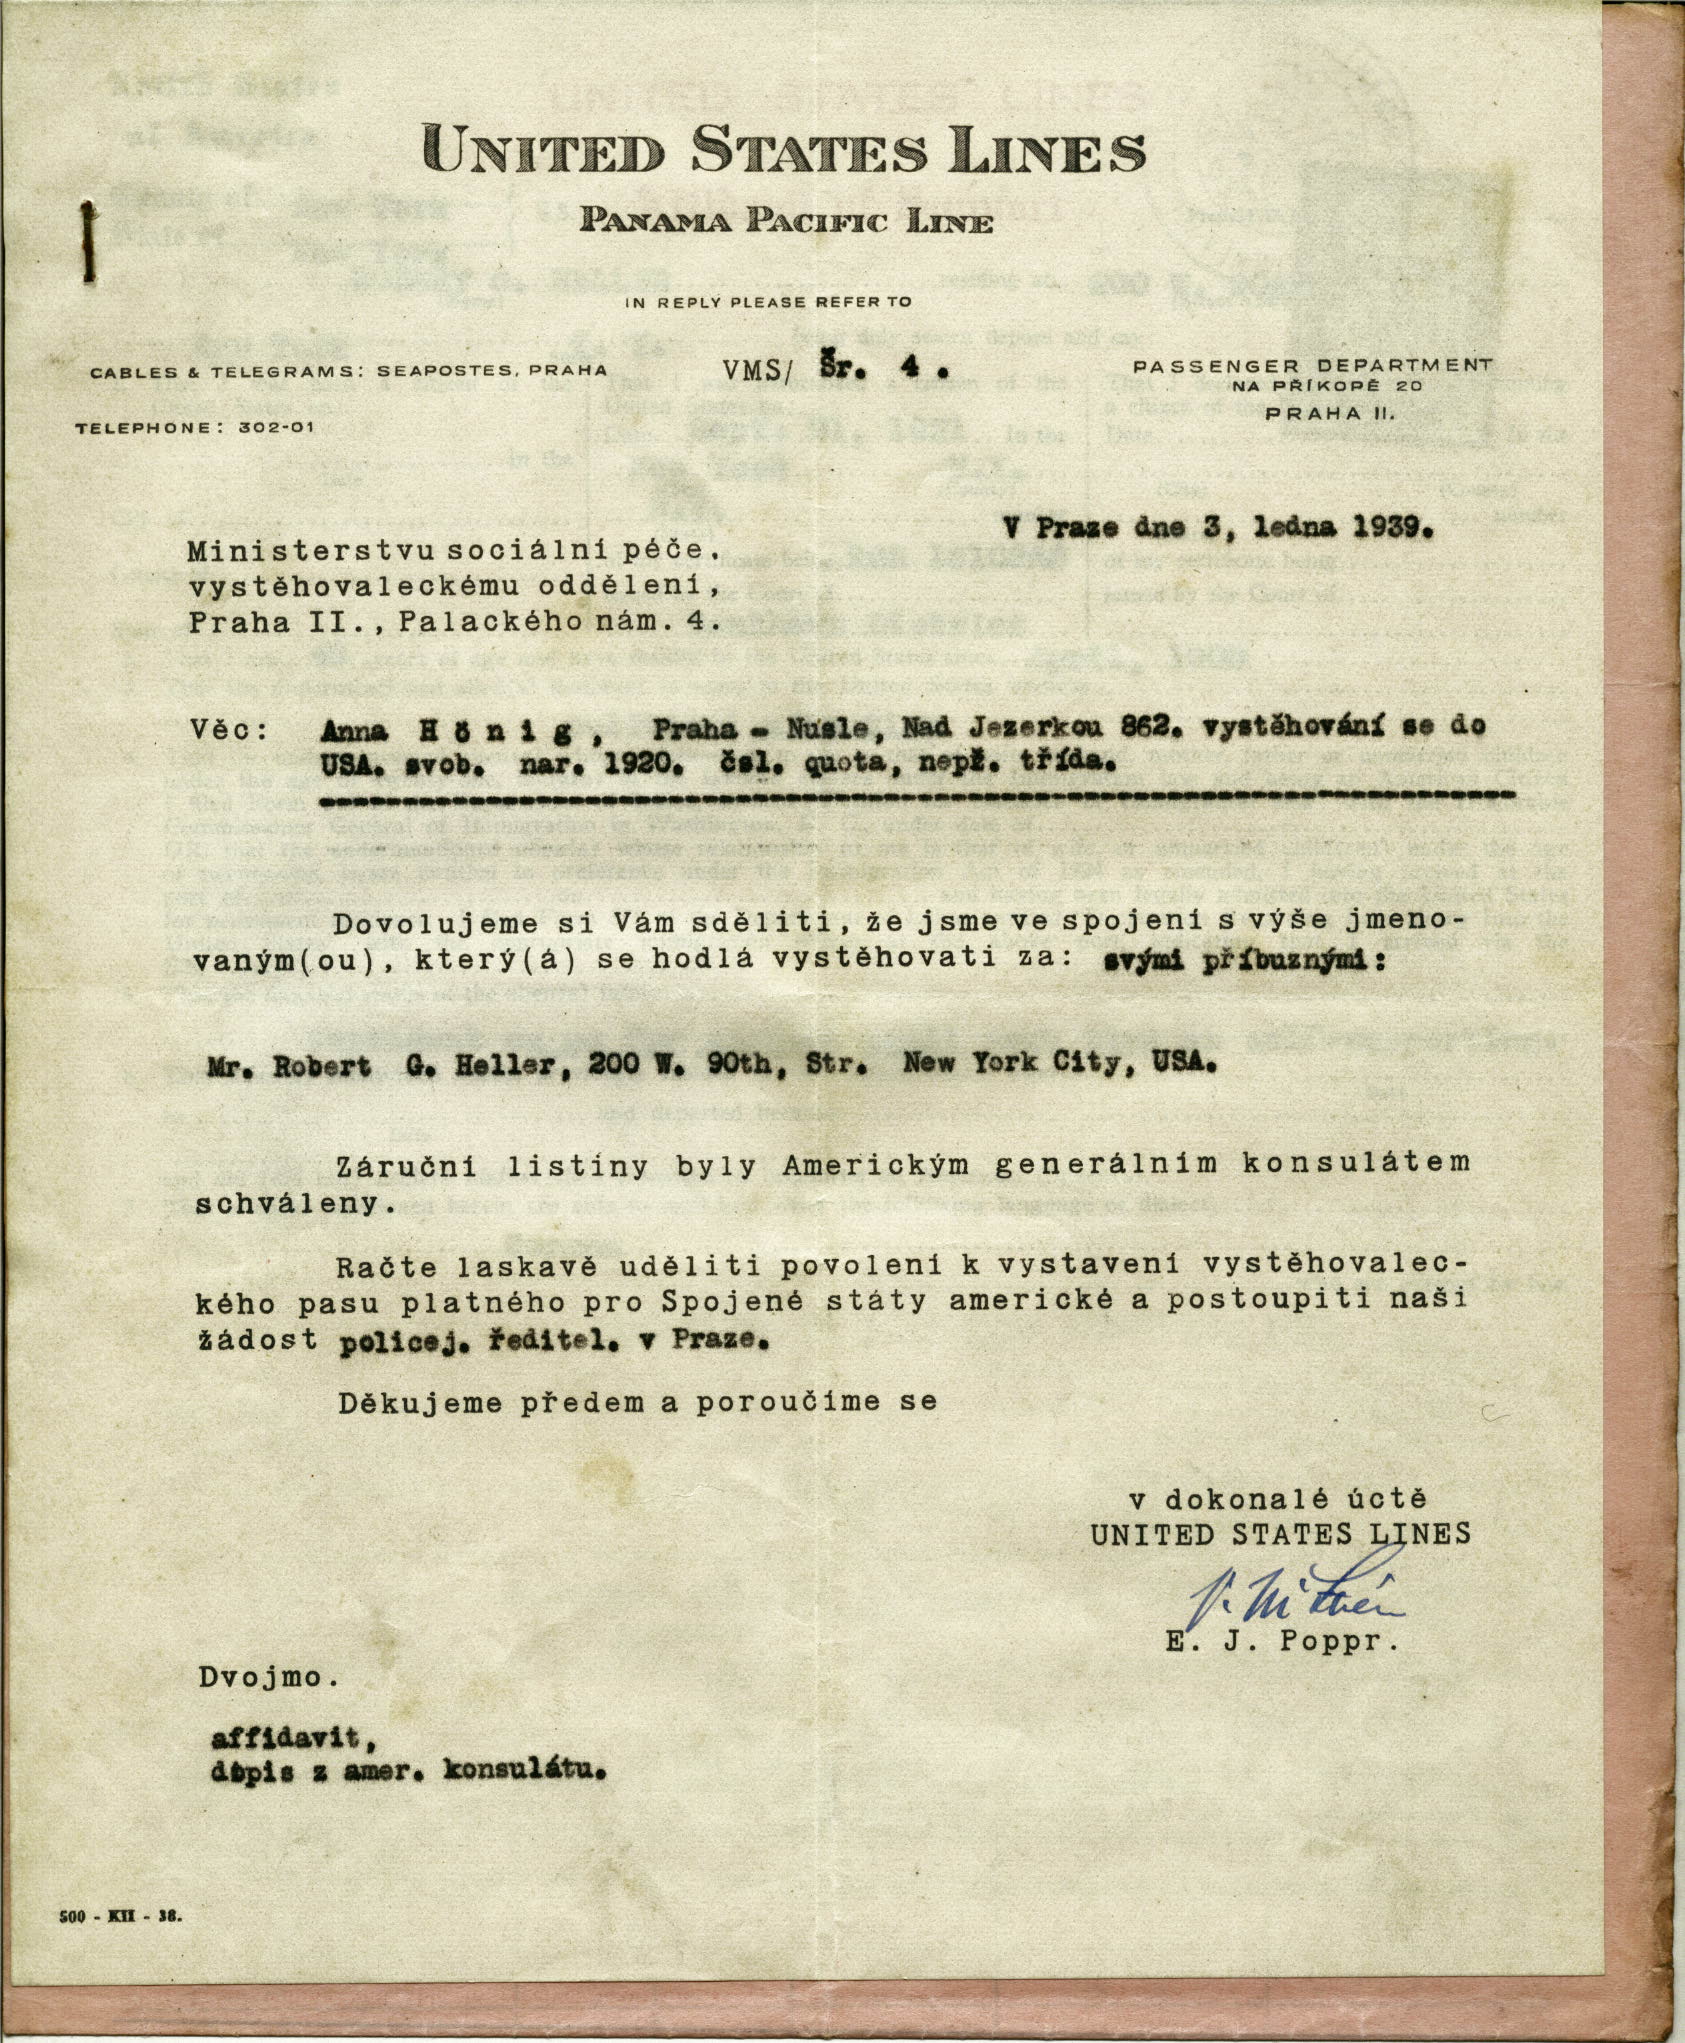 UNITED STATES LINES
PANAMA PACIFIC LINE
IN REPLY PLEASE REFER TO
CABLES & TELEGRAMS: SEAPOSTES, PRAHA
VMS/ Šr. 4 .
PASSENGER DEPARTMENT
NA PŘÍKOPĚ 20
PRAHA II.
TELEPHONE: 302-01
V Praze dne 3, ledna 1939.
Ministerstvu sociální péče,
vystěhovaleckému oddělení,
Praha II., Palackého nám. 4.
Věc: Anna H ö n i g , Praha - Nusle, Nad Jezerkou 862. vystěhování se do
USA. svob. nar. 1920. čsl. quota, nepř. třída.
Dovolujeme si Vám sděliti, že jsme ve spojení s výše jmeno-
vaným(ou), který(á) se hodlá vystěhovati za: svými příbuznými:
Mr. Robert G. Heller, 200 W. 90th, Str. New York City, USA.
Záruční listiny byly Americkým generálním konsulátem
schváleny.
Račte laskavě uděliti povolení k vystavení vystěhovalec-
kého pasu platného pro Spojené státy americké a postoupiti naši
žádost policej. ředitel. v Praze.
Děkujeme předem a poroučíme se
v dokonalé úctě
UNITED STATES LINES
E. J. Poppr.
Dvojmo.
affidavit,
dopis z amer. konsulátu.
500 - XII - 38.